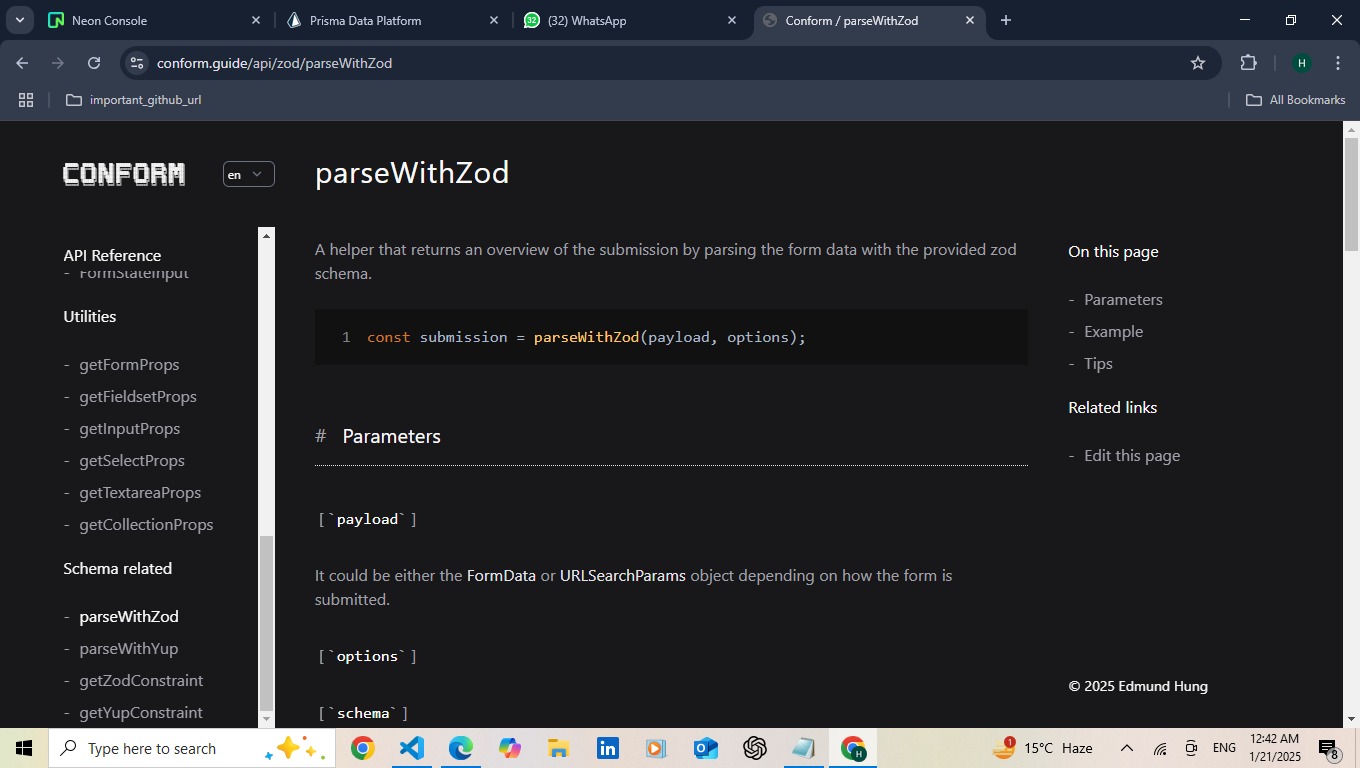 Neon Console
Prisma Data Platform
(32) WhatsApp
Conform / parseWithZod
conform.guide/api/zod/parseWithZod
H
important_github_url
All Bookmarks
CONFORM
en
parseWithZod
API Reference
- FormStateInput
Utilities
- getFormProps
- getFieldsetProps
- getInputProps
- getSelectProps
- getTextareaProps
- getCollectionProps
Schema related
- parseWithZod
- parseWithYup
- getZodConstraint
- getYupConstraint
A helper that returns an overview of the submission by parsing the form data with the provided zod
schema.
1 const submission = parseWithZod(payload, options);
# Parameters
[`payload`]
It could be either the FormData or URLSearchParams object depending on how the form is
submitted.
[`options`]
[`schema`]
On this page
- Parameters
- Example
- Tips
Related links
- Edit this page
© 2025 Edmund Hung
Type here to search
1
15°C Haze
ENG
12:42 AM
1/21/2025
8